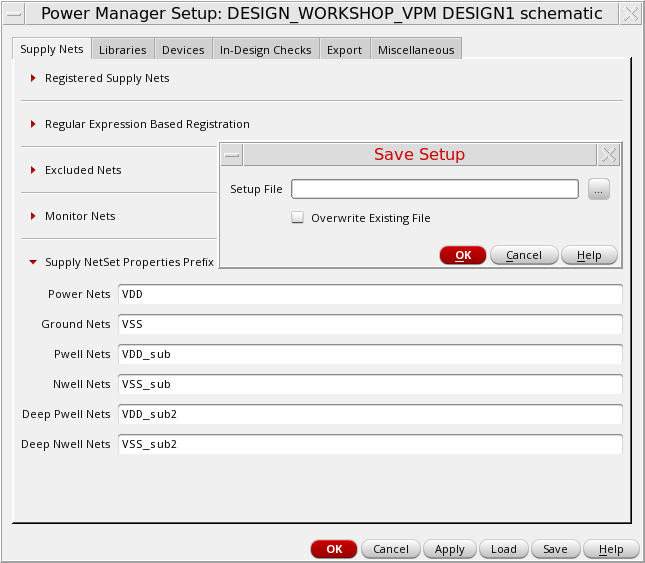 Power Manager Setup: DESIGN_WORKSHOP_VPM DESIGN1 schematic
Supply Nets Libraries Devices In-Design Checks Export Miscellaneous
Registered Supply Nets
Regular Expression Based Registration
Excluded Nets
Monitor Nets
Save Setup
Setup File ...
Overwrite Existing File
OK Cancel Help
Supply NetSet Properties Prefix
Power Nets VDD
Ground Nets VSS
Pwell Nets VDD_sub
Nwell Nets VSS_sub
Deep Pwell Nets VDD_sub2
Deep Nwell Nets VSS_sub2
OK Cancel Apply Load Save Help